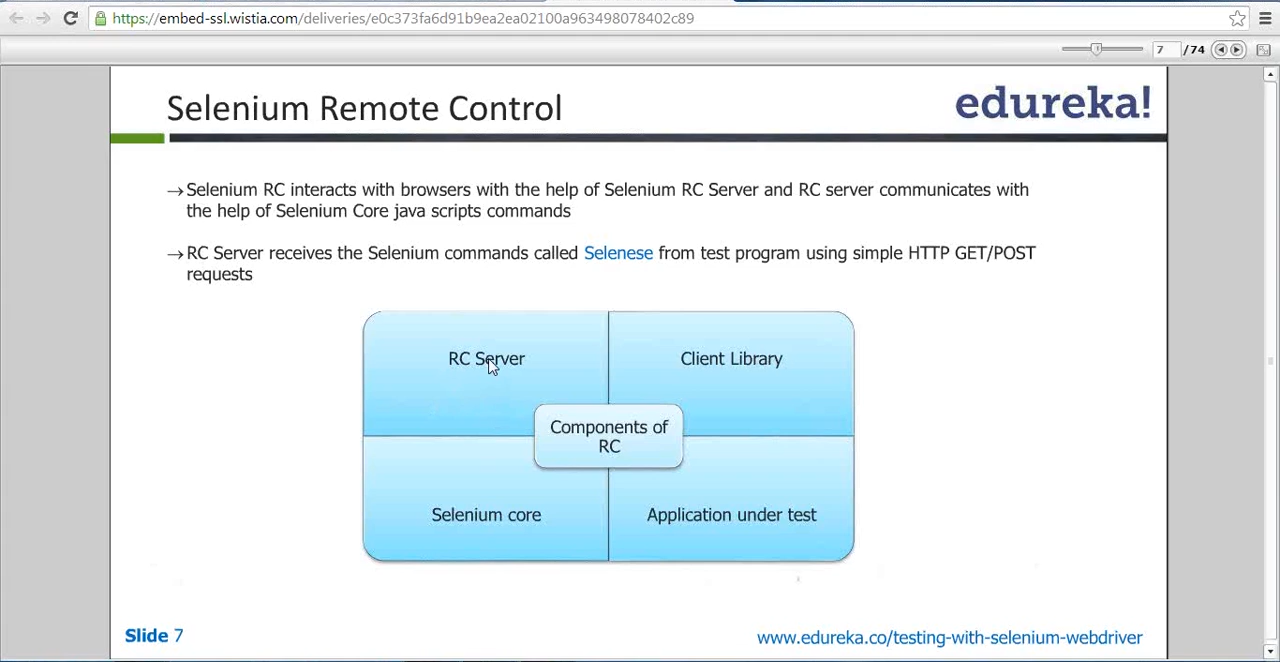 https://embed-ssl.wistia.com/deliveries/e0c373fa6d91b9ea2ea02100a963498078402c89
7 / 74
Selenium Remote Control
edureka!
→Selenium RC interacts with browsers with the help of Selenium RC Server and RC server communicates with
the help of Selenium Core java scripts commands
→RC Server receives the Selenium commands called Selenese from test program using simple HTTP GET/POST
requests
RC Server
Client Library
Components of
RC
Selenium core
Application under test
Slide 7
www.edureka.co/testing-with-selenium-webdriver